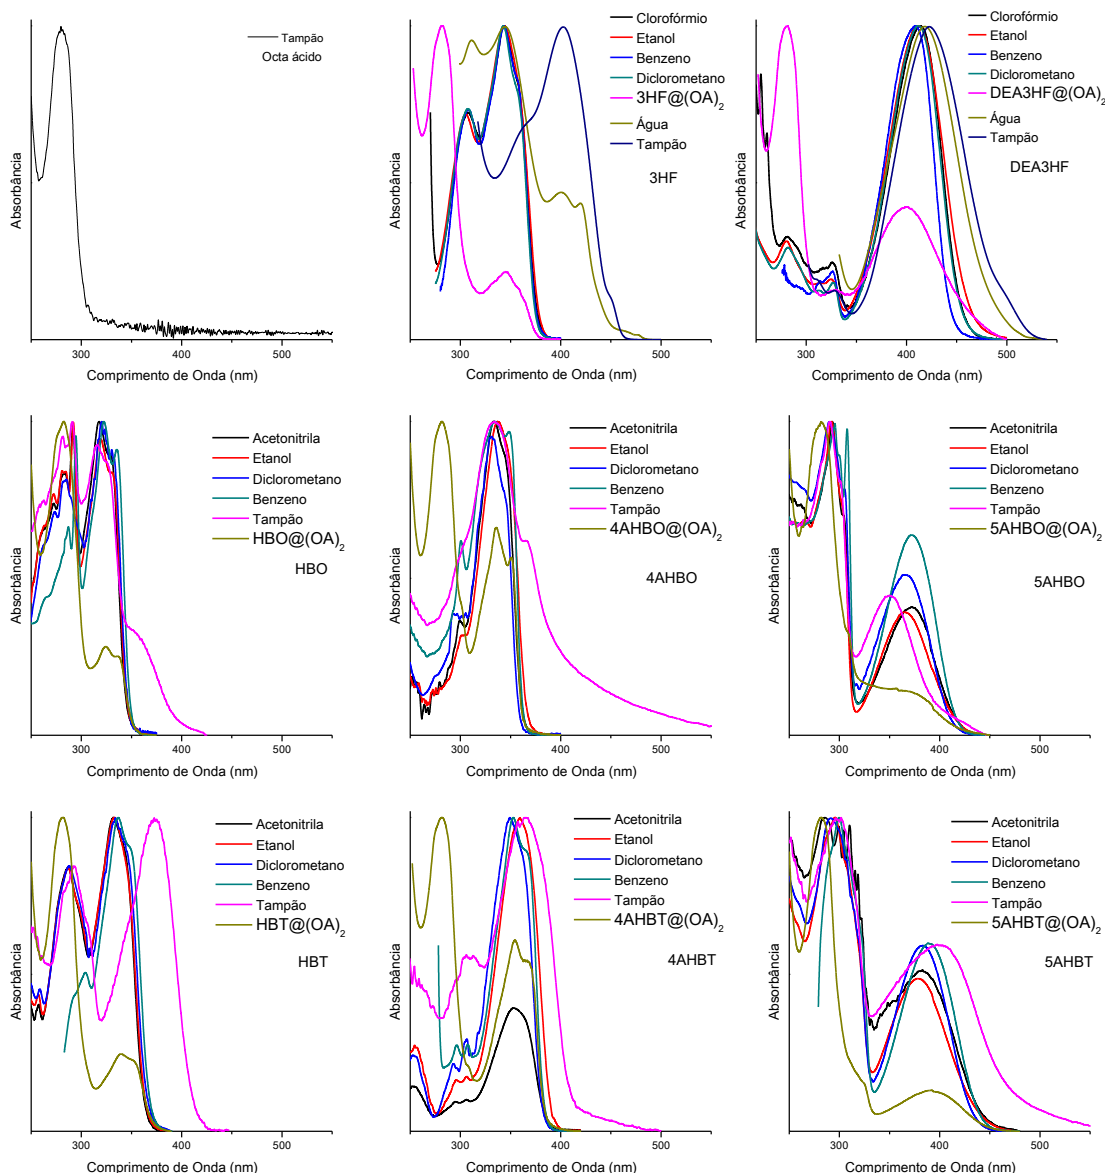 Absorbância
Tampão
Octa ácido
300
400
500
Comprimento de Onda (nm)
Absorbância
Clorofórmio
Etanol
Benzeno
Diclorometano
3HF@(OA)2
Água
Tampão
3HF
300
400
500
Comprimento de Onda (nm)
Absorbância
Clorofórmio
Etanol
Benzeno
Diclorometano
DEA3HF@(OA)2
Água
Tampão
DEA3HF
300
400
500
Comprimento de Onda (nm)
Absorbância
Acetonitrila
Etanol
Diclorometano
Benzeno
Tampão
HBO@(OA)2
HBO
300
400
500
Comprimento de Onda (nm)
Absorbância
Acetonitrila
Etanol
Diclorometano
Benzeno
Tampão
4AHBO@(OA)2
4AHBO
300
400
500
Comprimento de Onda (nm)
Absorbância
Acetonitrila
Etanol
Diclorometano
Benzeno
Tampão
5AHBO@(OA)2
5AHBO
300
400
500
Comprimento de Onda (nm)
Absorbância
Acetonitrila
Etanol
Diclorometano
Benzeno
Tampão
HBT@(OA)2
HBT
300
400
500
Comprimento de Onda (nm)
Absorbância
Acetonitrila
Etanol
Diclorometano
Benzeno
Tampão
4AHBT@(OA)2
4AHBT
300
400
500
Comprimento de Onda (nm)
Absorbância
Acetonitrila
Etanol
Diclorometano
Benzeno
Tampão
5AHBT@(OA)2
5AHBT
300
400
500
Comprimento de Onda (nm)